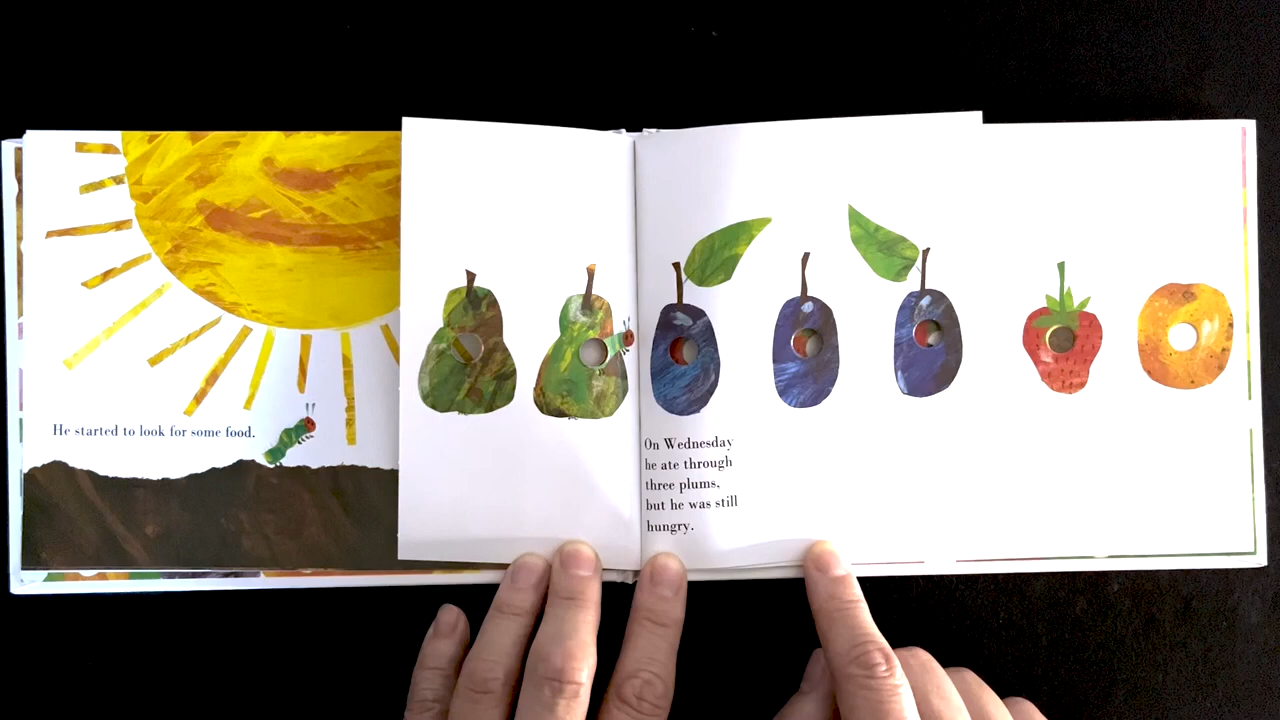 He started to look for some food.
On Wednesday
he ate through
three plums,
but he was still
hungry.